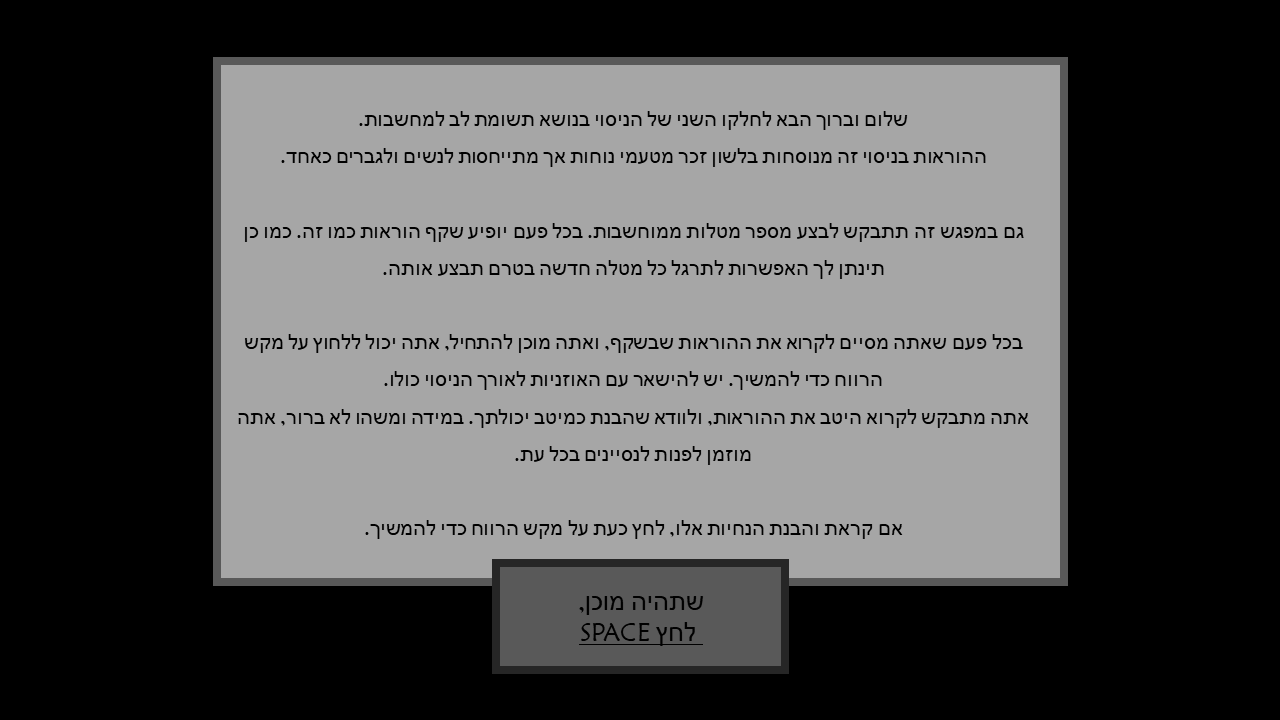 שלום וברוך הבא לחלקו השני של הניסוי בנושא תשומת לב למחשבות.
ההוראות בניסוי זה מנוסחות בלשון זכר מטעמי נוחות אך מתייחסות לנשים ולגברים כאחד.
גם במפגש זה תתבקש לבצע מספר מטלות ממוחשבות. בכל פעם יופיע שקף הוראות כמו זה. כמו כן
תינתן לך האפשרות לתרגל כל מטלה חדשה בטרם תבצע אותה.
בכל פעם שאתה מסיים לקרוא את ההוראות שבשקף, ואתה מוכן להתחיל, אתה יכול ללחוץ על מקש
הרווח כדי להמשיך. יש להישאר עם האוזניות לאורך הניסוי כולו.
אתה מתבקש לקרוא היטב את ההוראות, ולוודא שהבנת כמיטב יכולתך. במידה ומשהו לא ברור, אתה
מוזמן לפנות לנסיינים בכל עת.
אם קראת והבנת הנחיות אלו, לחץ כעת על מקש הרווח כדי להמשיך.
שתהיה מוכן,
לחץ SPACE